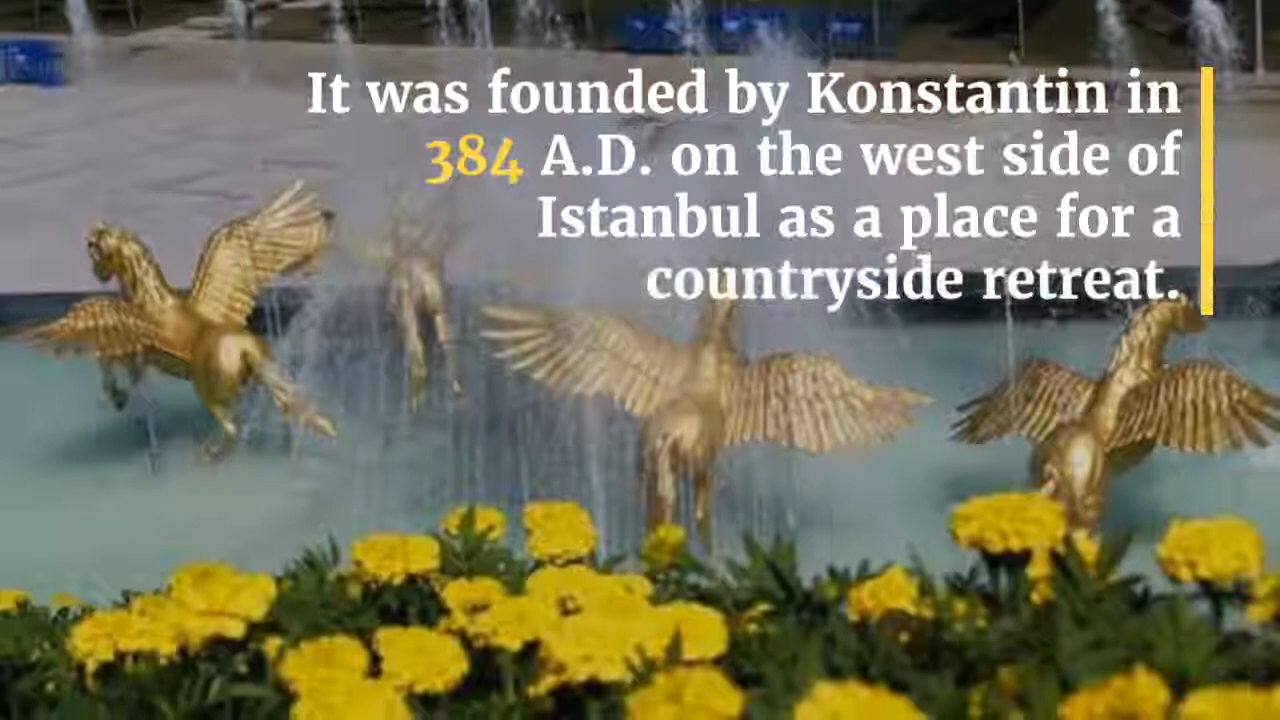 It was founded by Konstantin in
384 A.D. on the west side of
Istanbul as a place for a
countryside retreat.